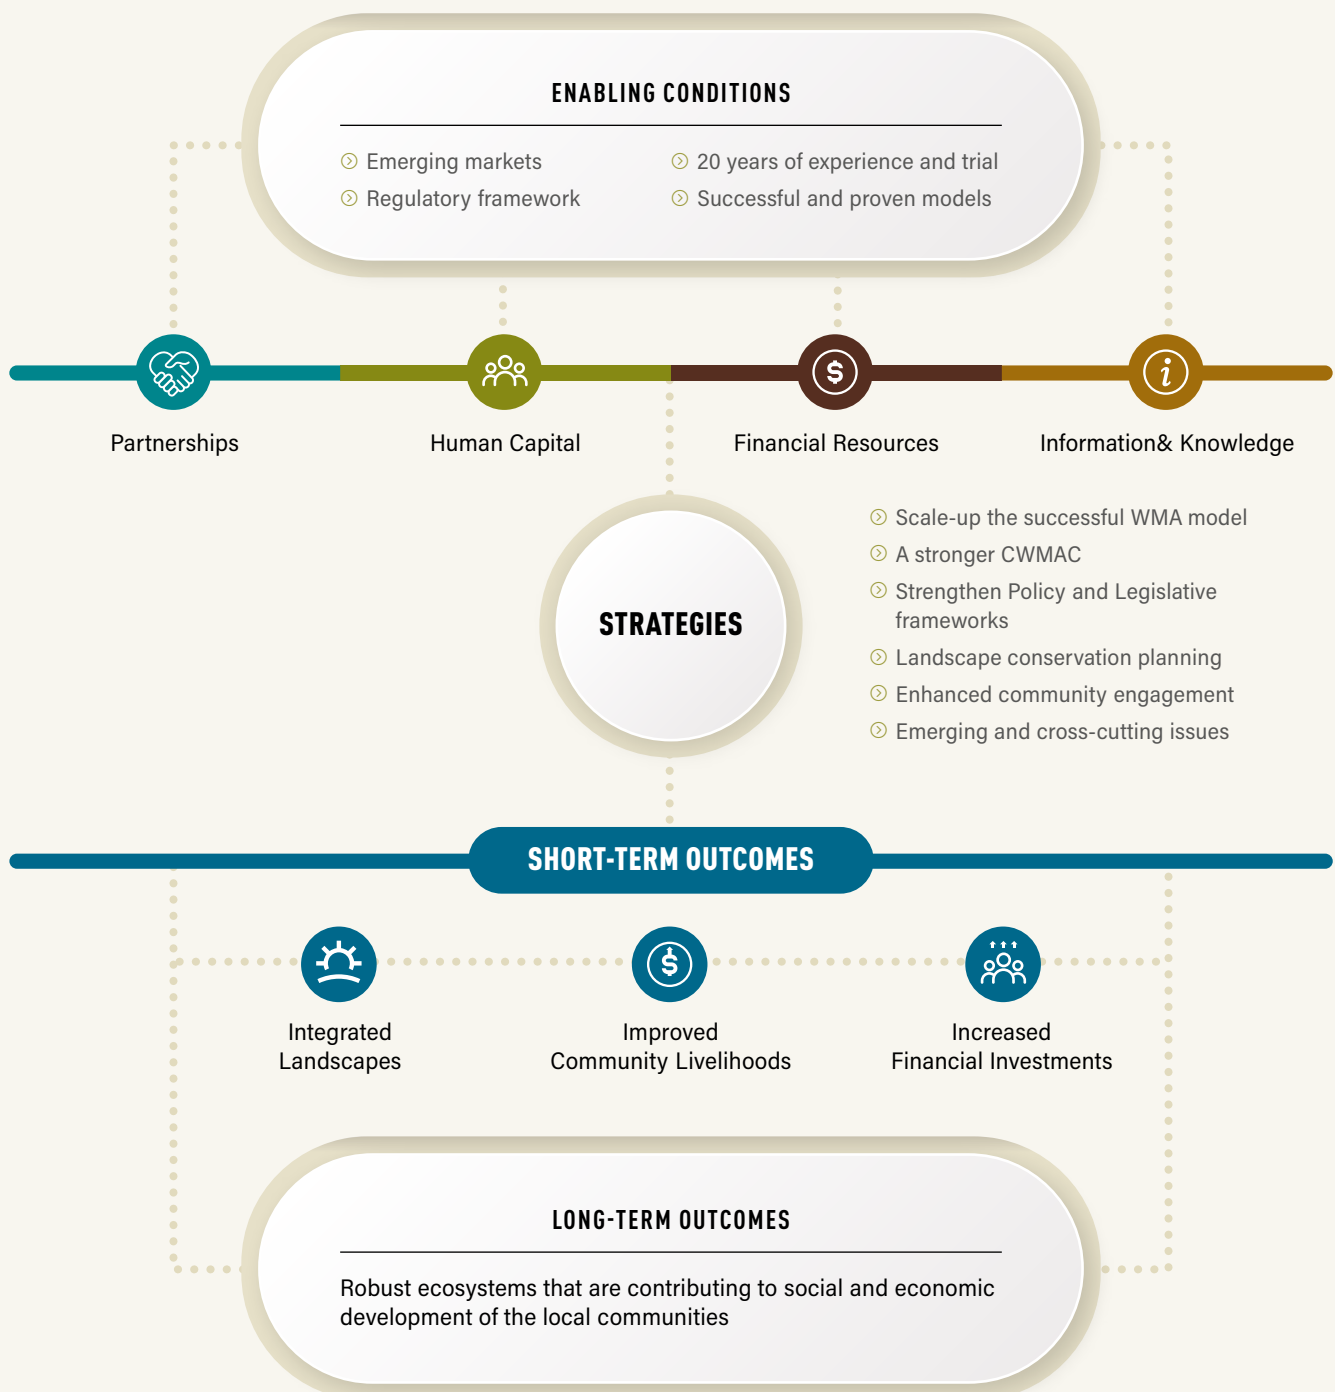 ENABLING CONDITIONS
Emerging markets
Regulatory framework
20 years of experience and trial
Successful and proven models
Partnerships
Human Capital
Financial Resources
Information& Knowledge
STRATEGIES
Scale-up the successful WMA model
A stronger CWMAC
Strengthen Policy and Legislative
frameworks
Landscape conservation planning
Enhanced community engagement
Emerging and cross-cutting issues
SHORT-TERM OUTCOMES
Integrated
Landscapes
Improved
Community Livelihoods
Increased
Financial Investments
LONG-TERM OUTCOMES
Robust ecosystems that are contributing to social and economic
development of the local communities